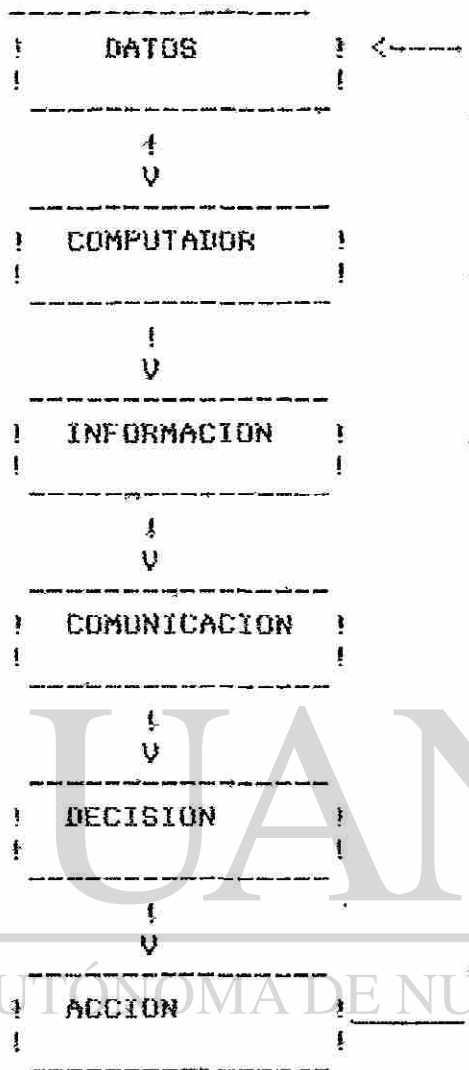 DATOS
COMPUTADOR
INFORMACION
COMUNICACION
DECISION
UAN
AUTÓNOMA DE NU
ACCION